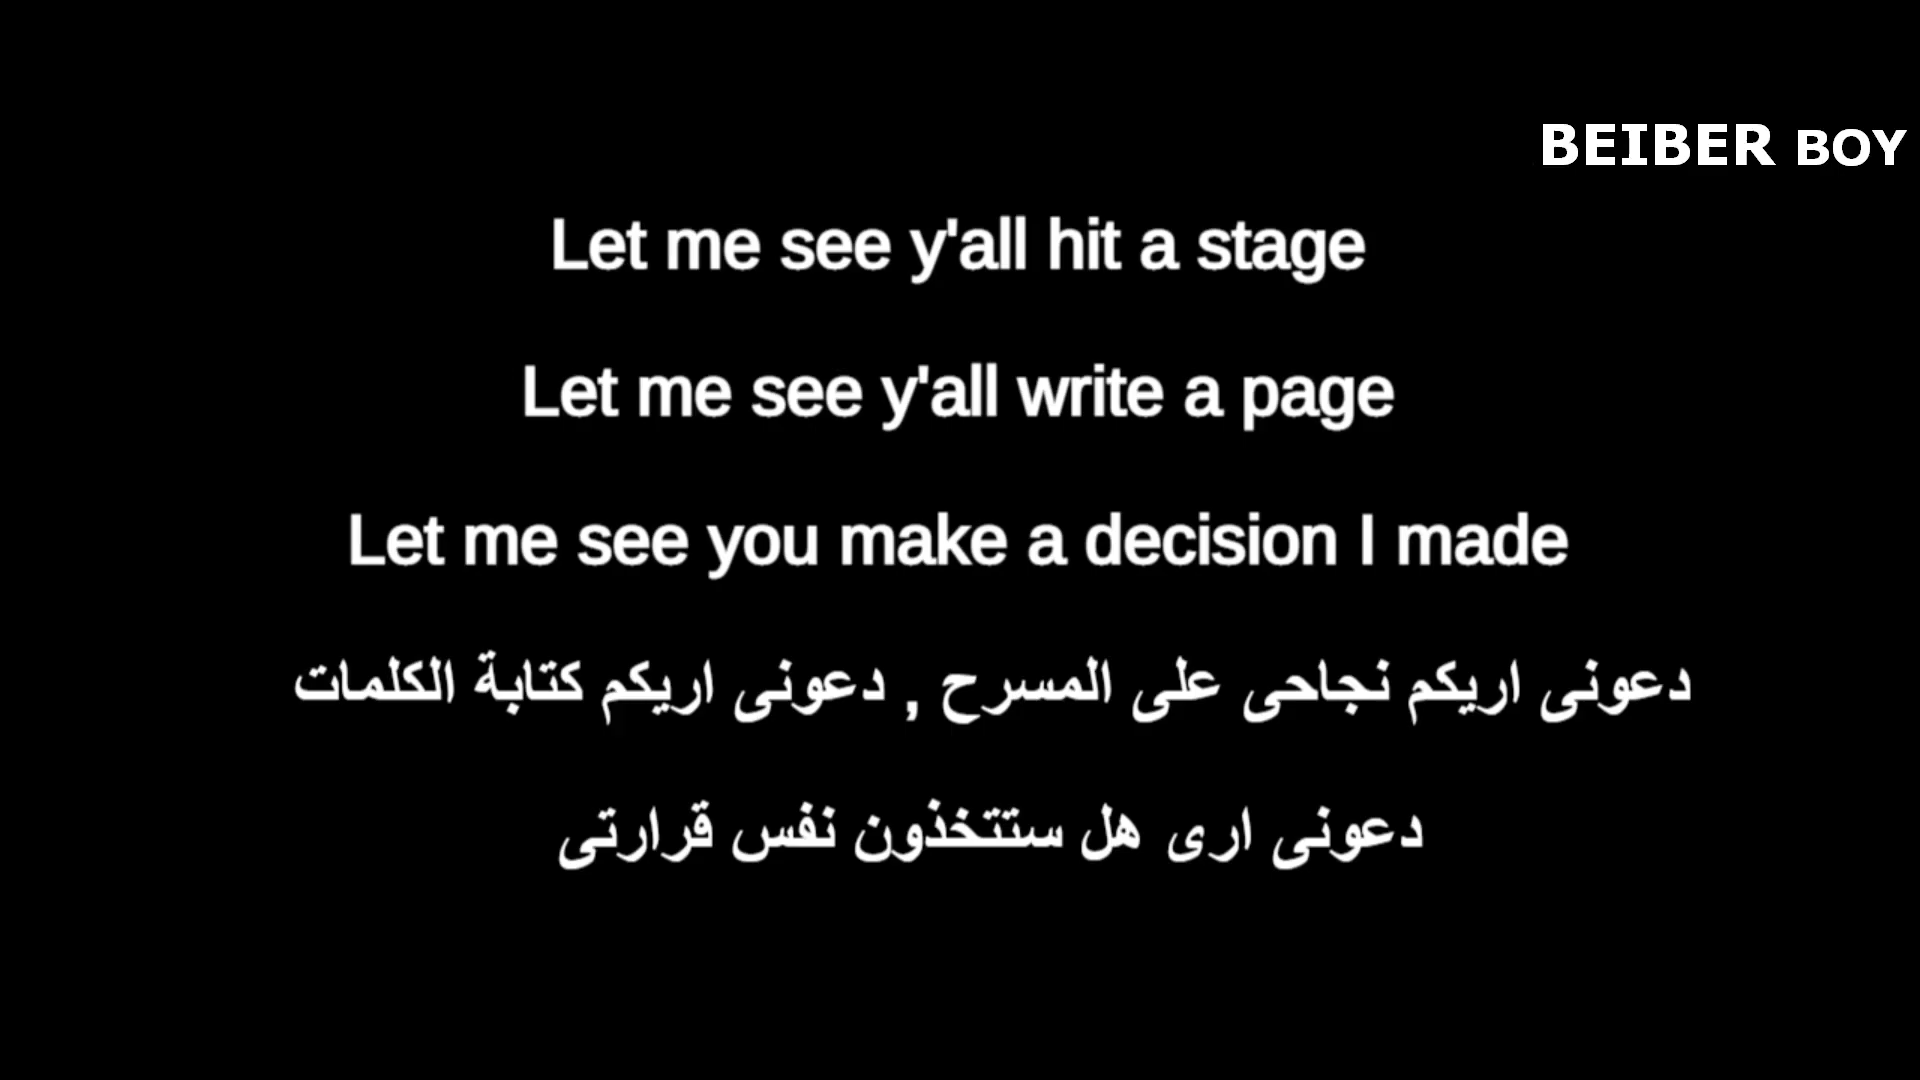 BEIBER BOY
Let me see y'all hit a stage
Let me see y'all write a page
Let me see you make a decision I made
دعونى اريكم نجاحى على المسرح , دعونى اريكم كتابة الكلمات
دعونى ارى هل ستتخذون نفس قرارتى